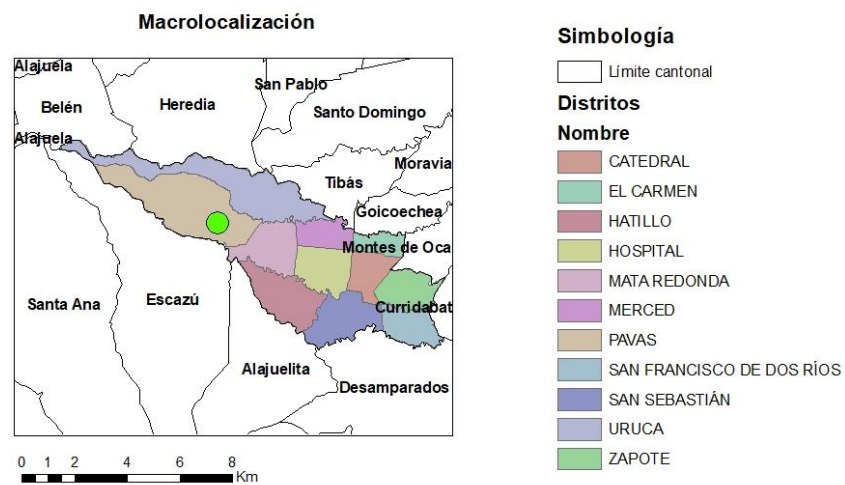 Macrolocalización
Alajuela
San Pablo
Belén
Heredia
Santo Domingo
Alajuela
Moravia
Tibás
Goicoechea
Montes de Oca
Santa Ana
Escazú
Curridabat
Alajuelita
Desamparados
0 1 2 4 6 8
Km
Simbología
Límite cantonal
Distritos
Nombre
CATEDRAL
EL CARMEN
HATILLO
HOSPITAL
MATA REDONDA
MERCED
PAVAS
SAN FRANCISCO DE DOS RÍOS
SAN SEBASTIÁN
URUCA
ZAPOTE